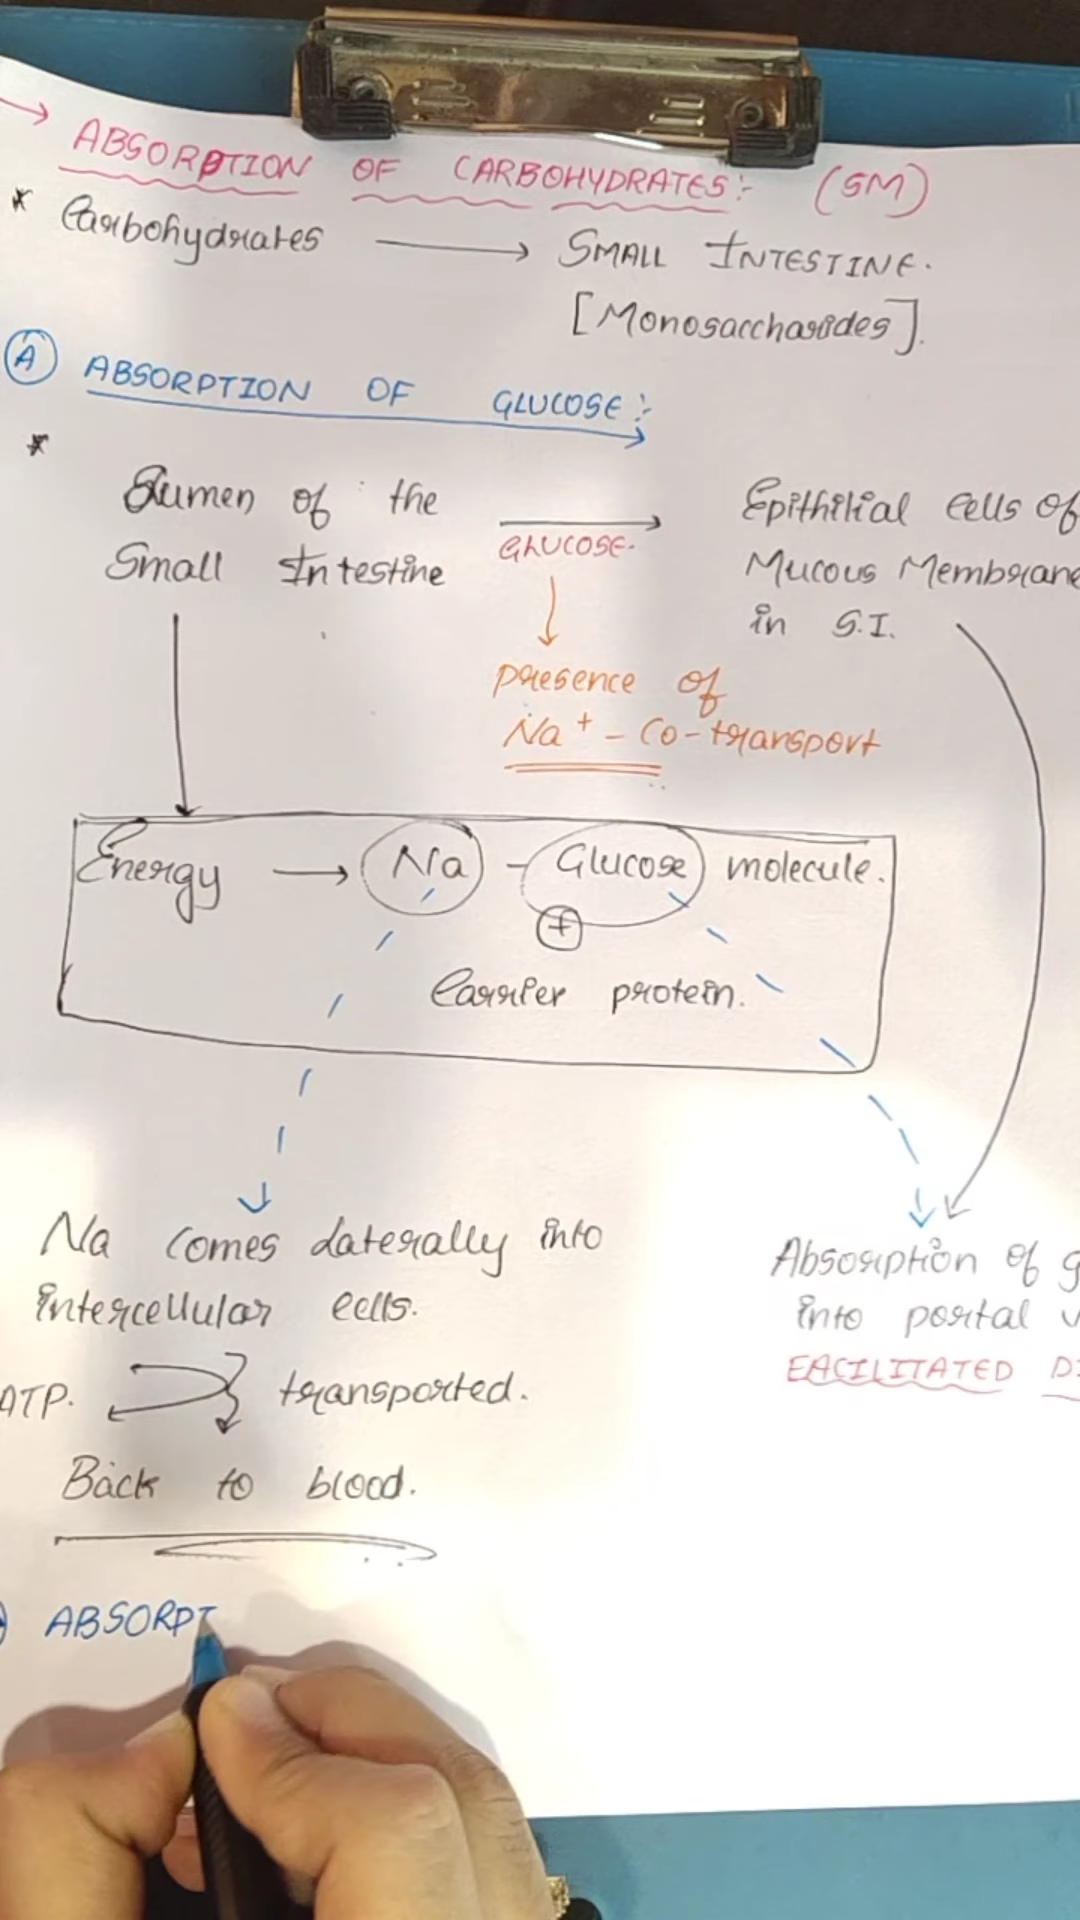 ABSORPTION OF CARBOHYDRATES:- (5M)
* Carbohydrates → SMALL INTESTINE.
[Monosaccharides].
(A) ABSORPTION OF GLUCOSE:-
*
Lumen of the Small Intestine
→ GLUCOSE.
Epithilial cells of
Mucous Membrane
in S.I.
presence of
Na⁺ - Co-transport
Energy → Na - Glucose molecule.
+
Carrier protein.
Na comes laterally into
intercellular cells.
ATP. transported.
Back to blood.
Absorption of g
into portal v
FACILITATED DI
ABSORPT